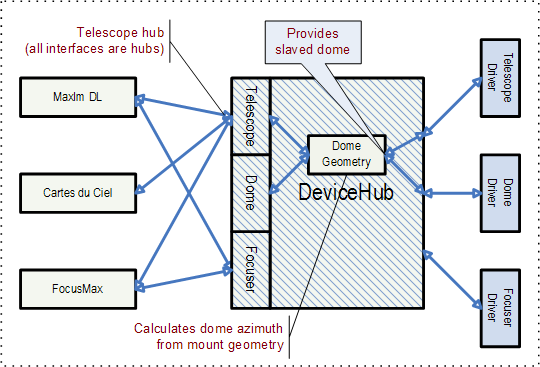 Telescope hub
(all interfaces are hubs)
Provides
slaved dome
MaxIm DL
Cartes du Ciel
FocusMax
Telescope
Dome
Focuser
Dome
Geometry
DeviceHub
Telescope
Driver
Dome
Driver
Focuser
Driver
Calculates dome azimuth
from mount geometry